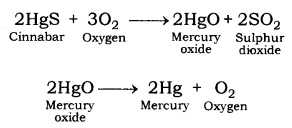 2HgS + 3O₂ ⟶ 2HgO + 2SO₂
Cinnabar Oxygen Mercury Sulphur
oxide dioxide
2HgO ⟶ 2Hg + O₂
Mercury Mercury Oxygen
oxide